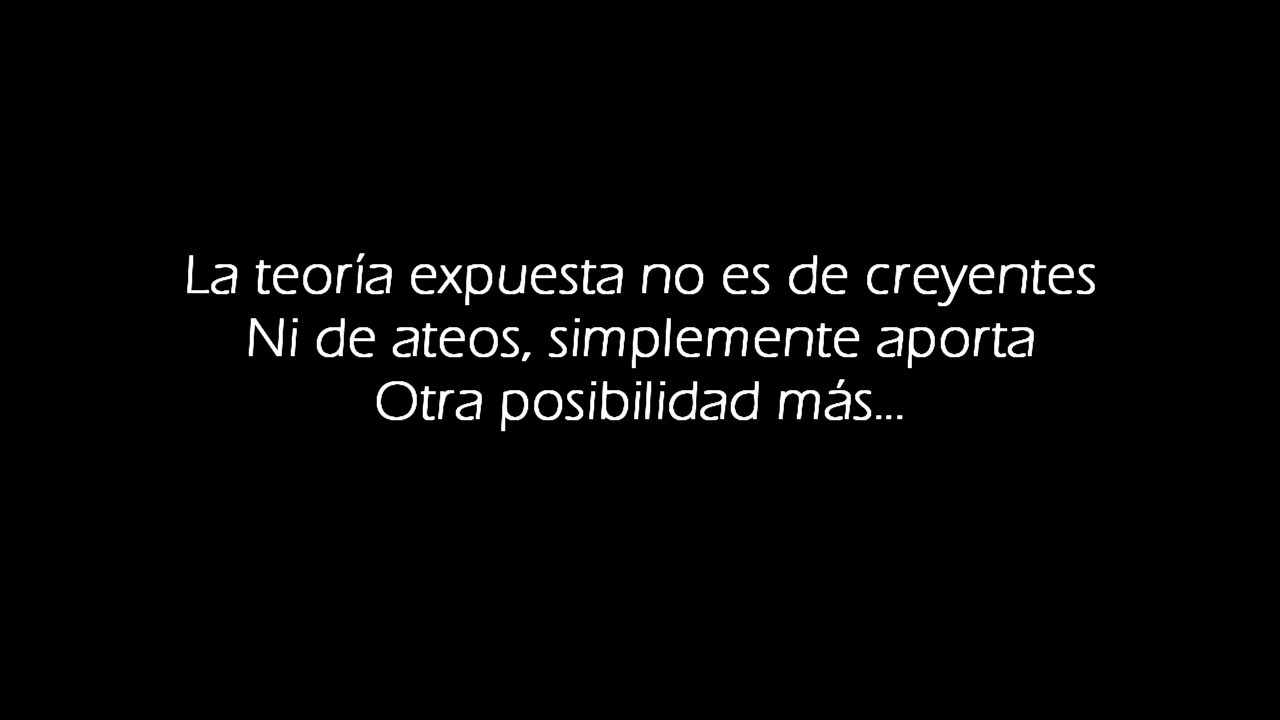 La teoría expuesta no es de creyentes
Ni de ateos, simplemente aporta
Otra posibilidad más...